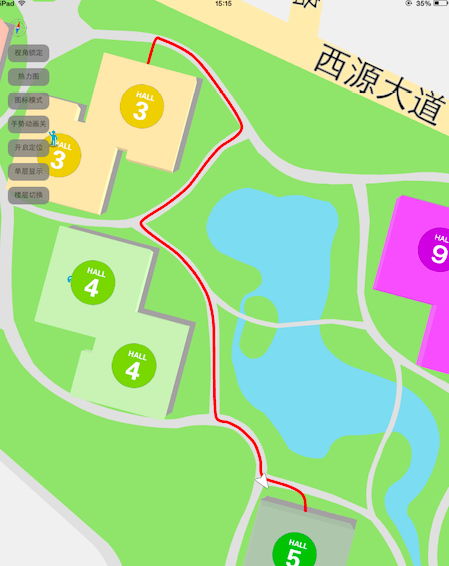 iPad 15:15 35%
西源大道
视角锁定
热力图
图标模式
手势动画关
开启定位
单层显示
楼层切换
HALL
3
HALL
3
HALL
4
HALL
4
HALL
9
HALL
5